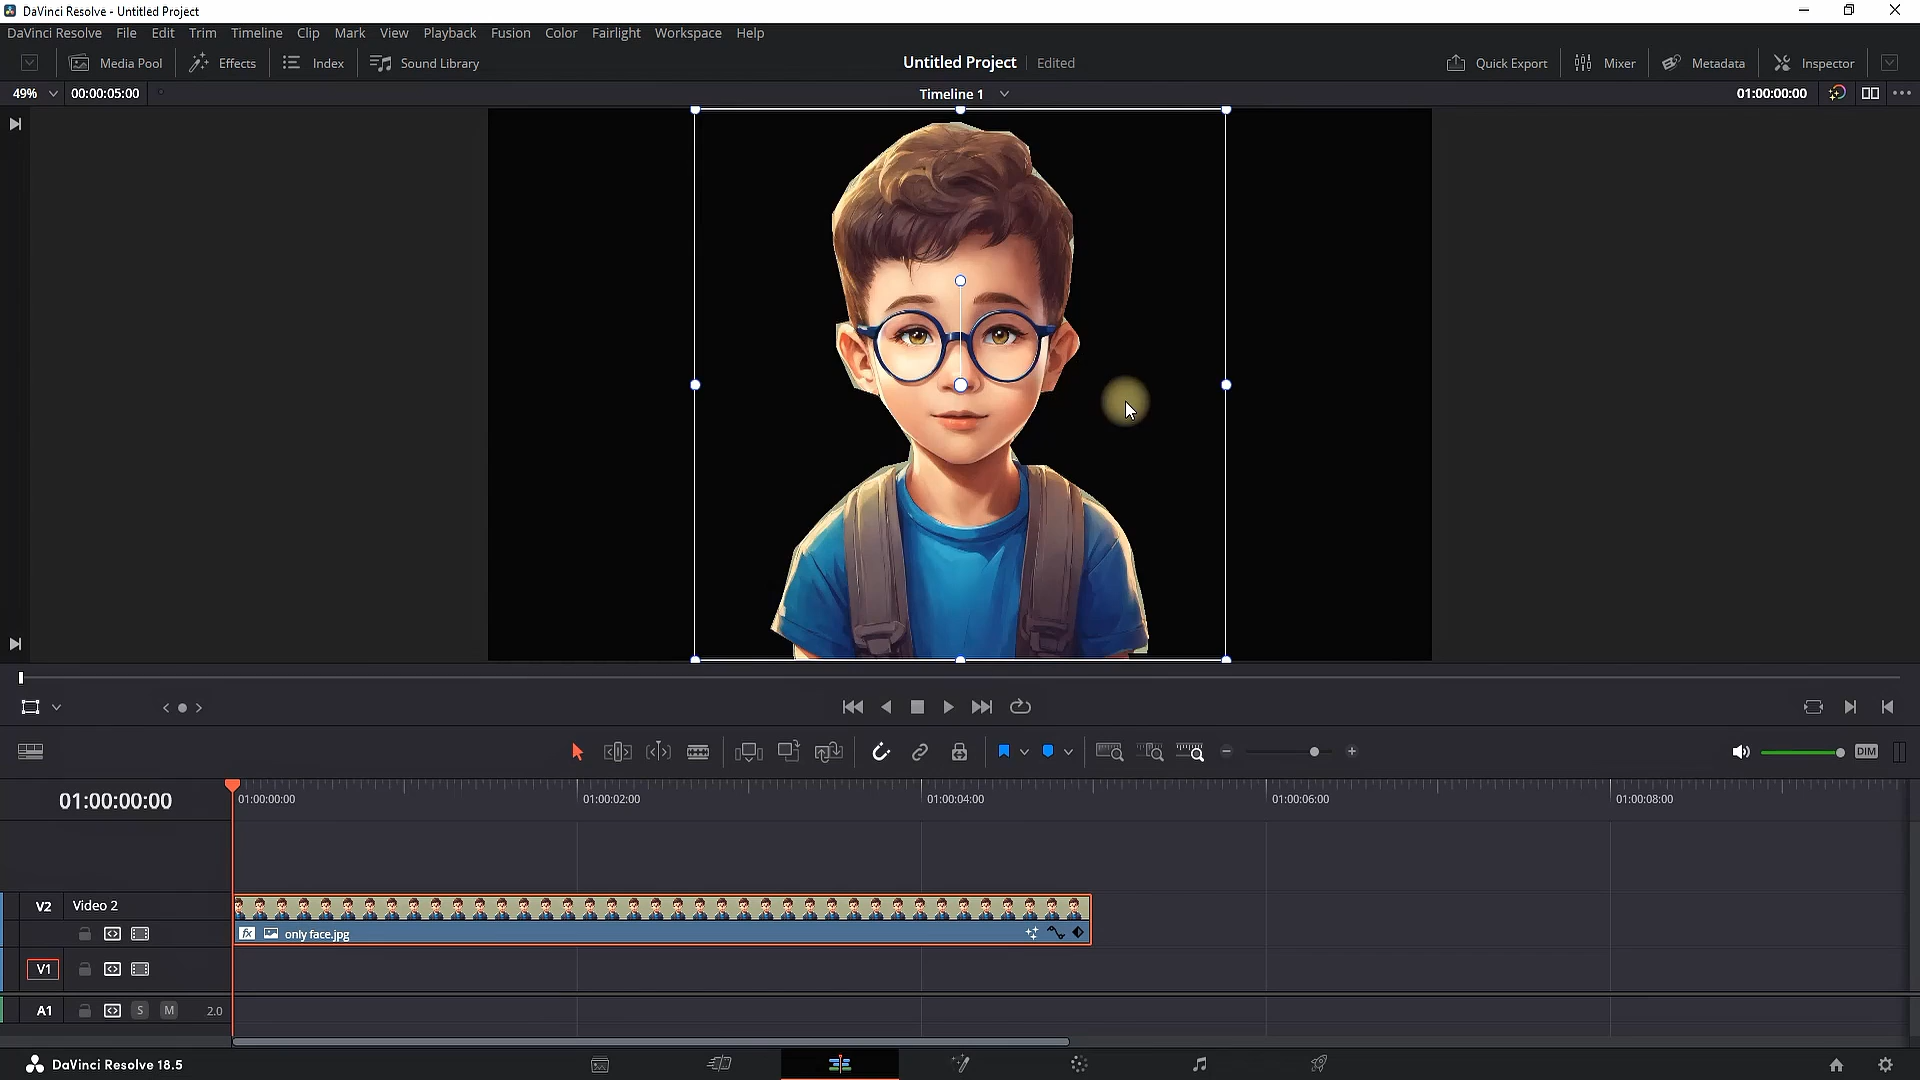 DaVinci Resolve - Untitled Project
DaVinci Resolve File Edit Trim Timeline Clip Mark View Playback Fusion Color Fairlight Workspace Help
Media Pool Effects Index Sound Library Untitled Project Edited Quick Export Mixer Metadata Inspector
49% 00:00:05:00 Timeline 1 01:00:00:00
DIM
01:00:00:00 01:00:00:00 01:00:02:00 01:00:04:00 01:00:06:00 01:00:08:00
V2 Video 2
fx only face.jpg
V1
A1 S M 2.0
DaVinci Resolve 18.5